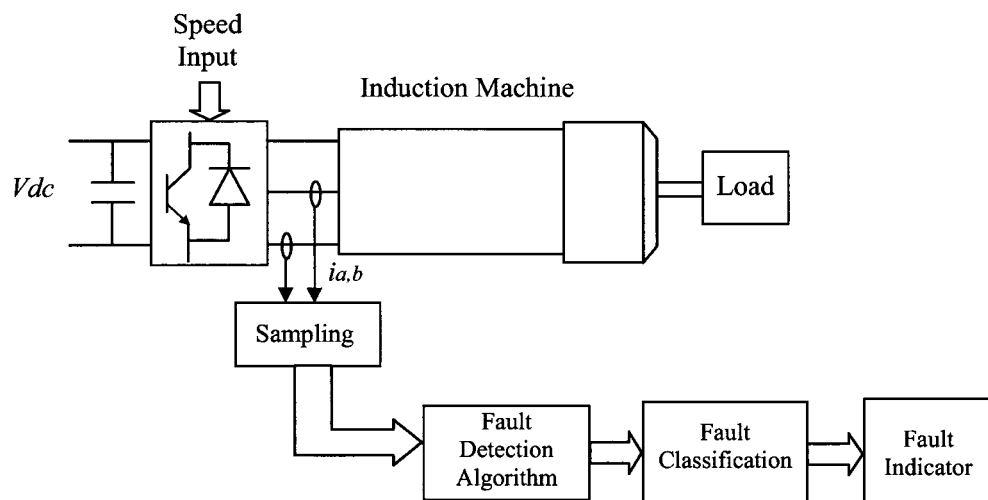 Speed
Input
Induction Machine
Vdc
Load
ia,b
Sampling
Fault
Detection
Algorithm
Fault
Classification
Fault
Indicator